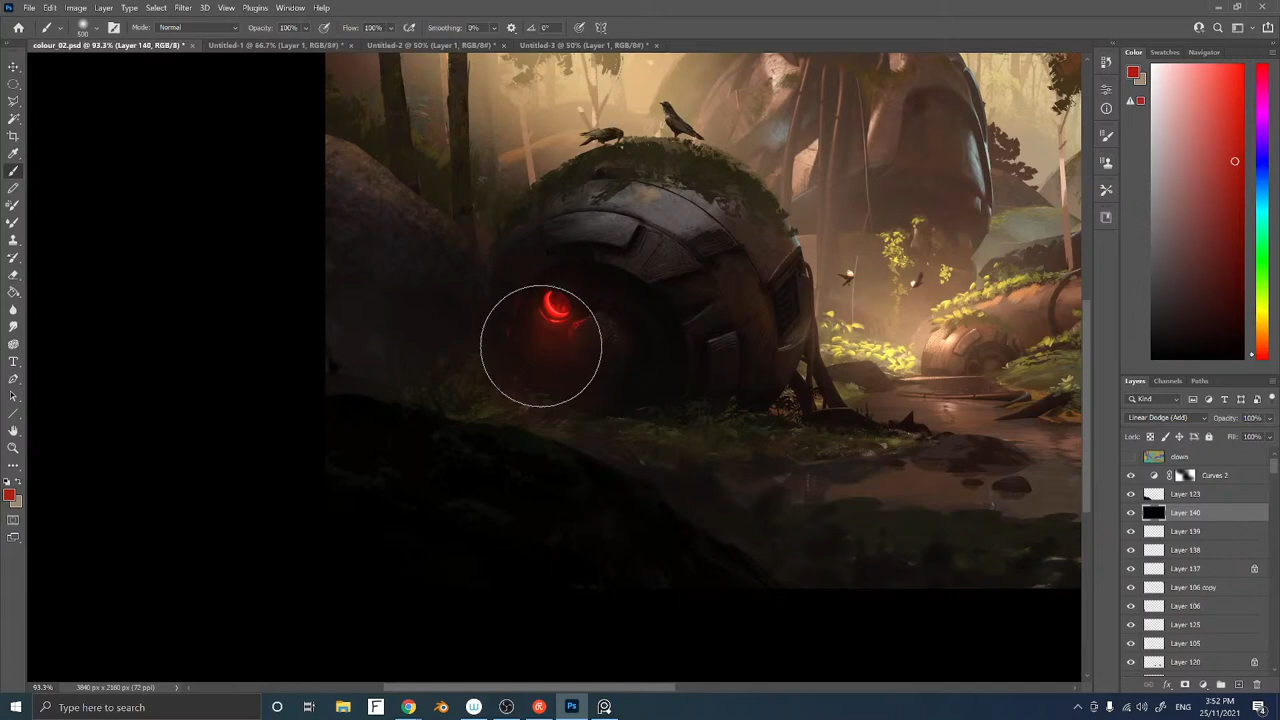 File Edit Image Layer Type Select Filter 3D View Plugins Window Help
500 Mode: Normal Opacity: 100% Flow: 100% Smoothing: 0% 0°
colour_02.psd @ 93.3% (Layer 140, RGB/8) * × Untitled-1 @ 66.7% (Layer 1, RGB/8#) * × Untitled-2 @ 50% (Layer 1, RGB/8#) * × Untitled-3 @ 50% (Layer 1, RGB/8#) * ×
Color Swatches Navigator
Layers Channels Paths
Kind
Linear Dodge (Add) Opacity: 100%
Lock: Fill: 100%
clown
Curves 2
Layer 123
Layer 140
Layer 139
Layer 138
Layer 137
Layer 106 copy
Layer 106
Layer 125
Layer 105
Layer 120
93.3% 3840 px x 2160 px (72 ppi)
Type here to search
3:52 PM
25/11/2021